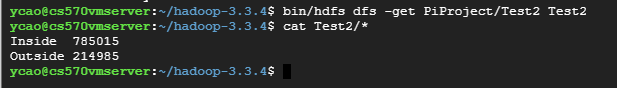 ycao@cs570vmserver:~/hadoop-3.3.4$ bin/hdfs dfs -get PiProject/Test2 Test2
ycao@cs570vmserver:~/hadoop-3.3.4$ cat Test2/*
Inside  785015
Outside 214985
ycao@cs570vmserver:~/hadoop-3.3.4$